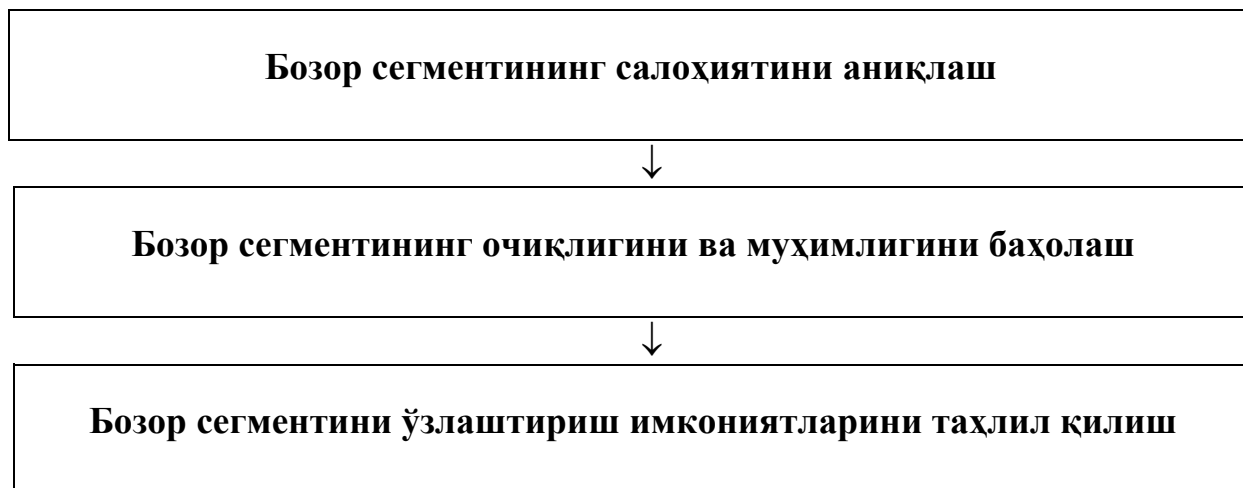 Бозор сегментининг салоҳиятини аниқлаш
↓
Бозор сегментининг очиқлигини ва муҳимлигини баҳолаш
↓
Бозор сегментини ўзлаштириш имкониятларини таҳлил қилиш